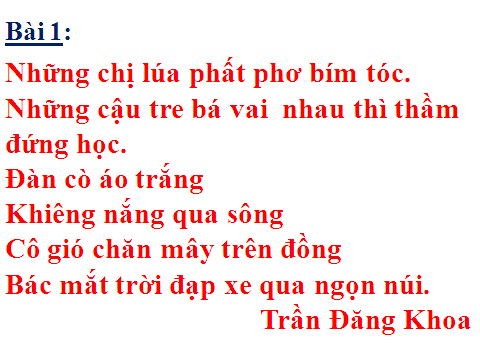 Bài 1:
Những chị lúa phất phơ bím tóc.
Những cậu tre bá vai nhau thì thầm
đứng học.
Đàn cò áo trắng
Khiêng nắng qua sông
Cô gió chăn mây trên đồng
Bác mắt trời đạp xe qua ngọn núi.
Trần Đăng Khoa